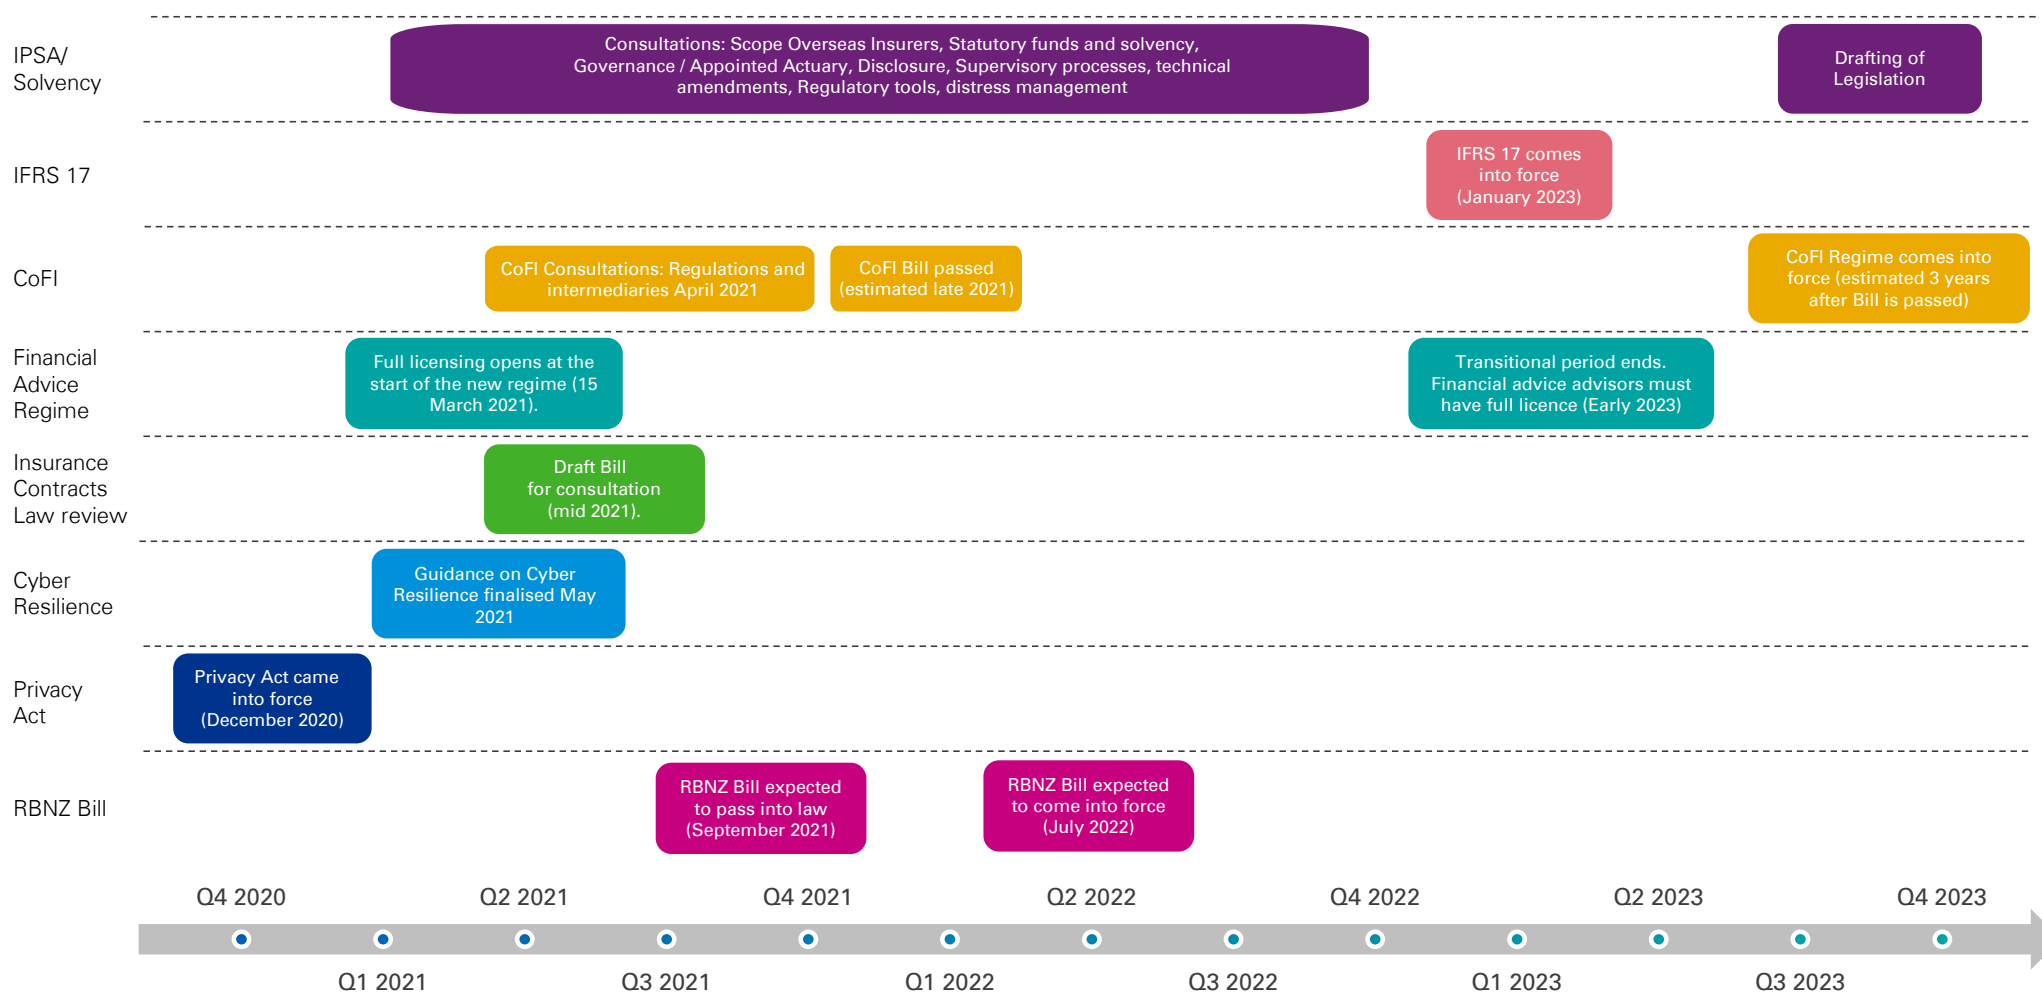 IPSA/
Solvency
Consultations: Scope Overseas Insurers, Statutory funds and solvency,
Governance / Appointed Actuary, Disclosure, Supervisory processes, technical
amendments, Regulatory tools, distress management
Drafting of
Legislation
IFRS 17
IFRS 17 comes
into force
(January 2023)
CoFI
CoFI Consultations: Regulations and
intermediaries April 2021
CoFI Bill passed
(estimated late 2021)
CoFI Regime comes into
force (estimated 3 years
after Bill is passed)
Financial
Advice
Regime
Full licensing opens at the
start of the new regime (15
March 2021).
Transitional period ends.
Financial advice advisors must
have full licence (Early 2023)
Insurance
Contracts
Law review
Draft Bill
for consultation
(mid 2021).
Cyber
Resilience
Guidance on Cyber
Resilience finalised May
2021
Privacy
Act
Privacy Act came
into force
(December 2020)
RBNZ Bill
RBNZ Bill expected
to pass into law
(September 2021)
RBNZ Bill expected
to come into force
(July 2022)
Q4 2020
Q2 2021
Q4 2021
Q2 2022
Q4 2022
Q2 2023
Q4 2023
Q1 2021
Q3 2021
Q1 2022
Q3 2022
Q1 2023
Q3 2023